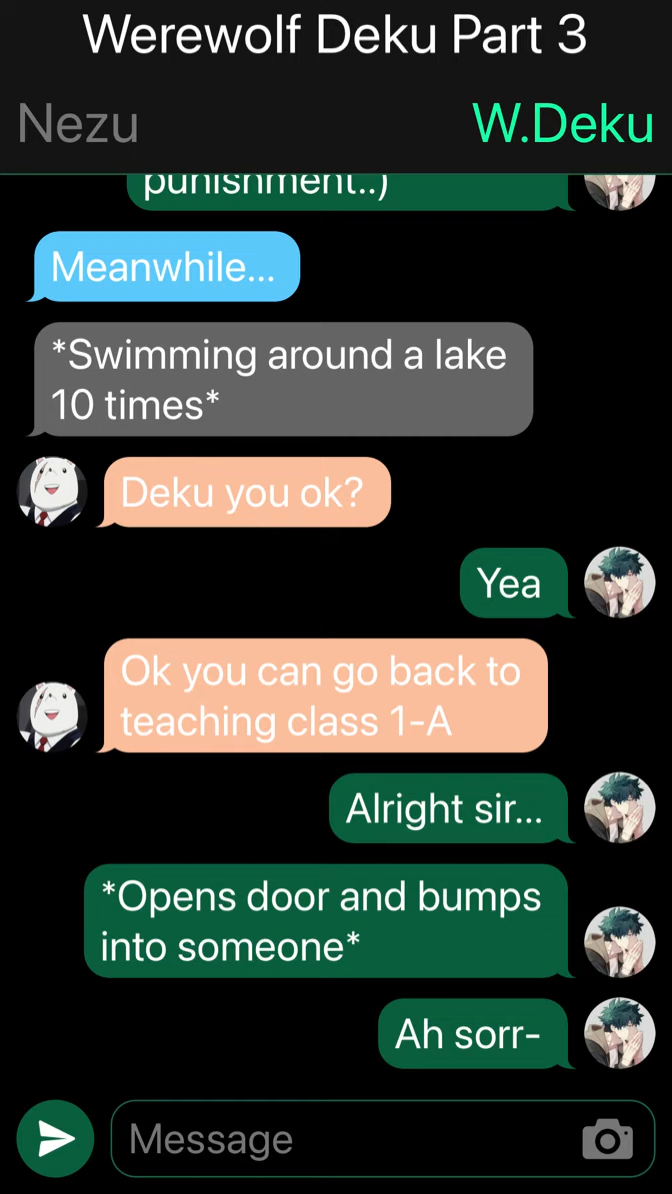 Werewolf Deku Part 3
Nezu
W.Deku
punishment..)
Meanwhile...
*Swimming around a lake
10 times*
Deku you ok?
Yea
Ok you can go back to
teaching class 1-A
Alright sir...
*Opens door and bumps
into someone*
Ah sorr-
Message